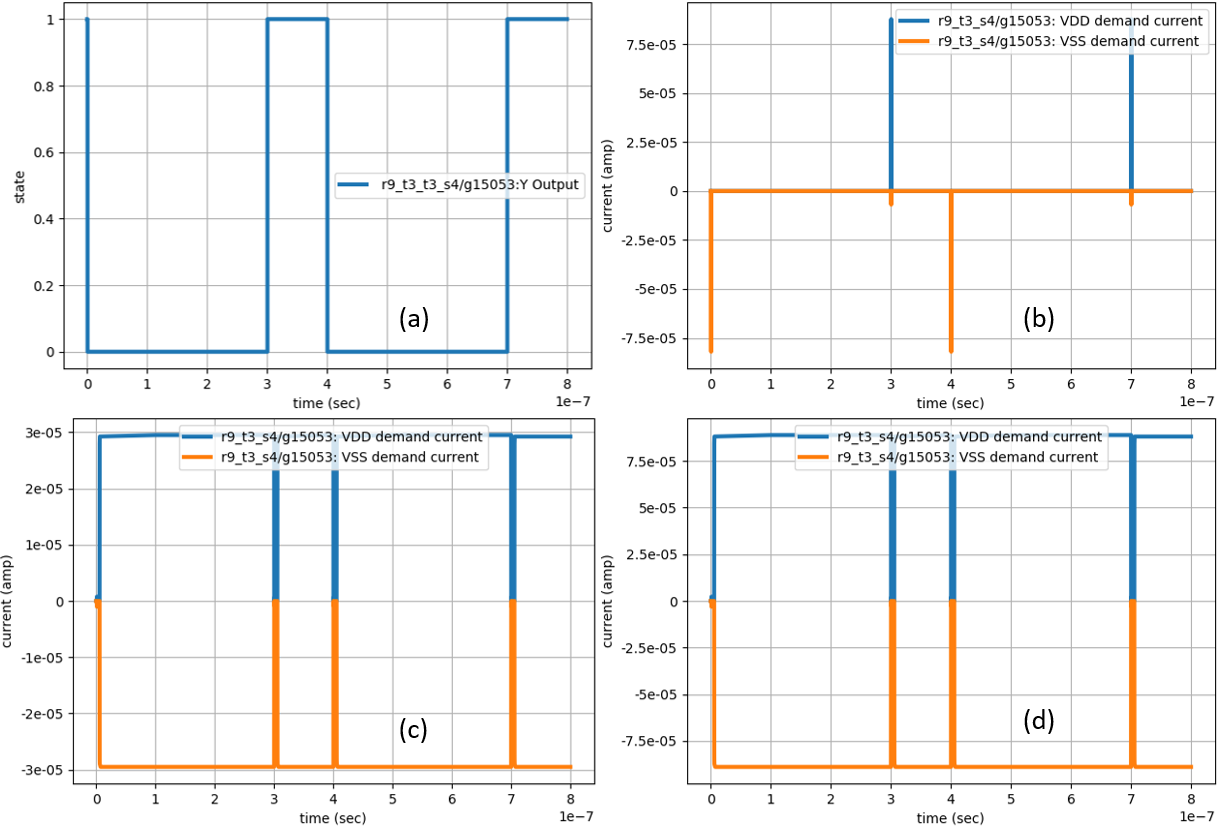 1
0.8
0.6
0.4
0.2
0
state
r9_t3_t3_s4/g15053:Y Output
(a)
0 1 2 3 4 5 6 7 8
1e−7
time (sec)
r9_t3_s4/g15053: VDD demand current
r9_t3_s4/g15053: VSS demand current
7.5e-05
5e-05
2.5e-05
0
-2.5e-05
-5e-05
-7.5e-05
current (amp)
(b)
0 1 2 3 4 5 6 7 8
1e−7
time (sec)
r9_t3_s4/g15053: VDD demand current
r9_t3_s4/g15053: VSS demand current
3e-05
2e-05
1e-05
0
-1e-05
-2e-05
-3e-05
current (amp)
(c)
0 1 2 3 4 5 6 7 8
1e−7
time (sec)
r9_t3_s4/g15053: VDD demand current
r9_t3_s4/g15053: VSS demand current
7.5e-05
5e-05
2.5e-05
0
-2.5e-05
-5e-05
-7.5e-05
current (amp)
(d)
0 1 2 3 4 5 6 7 8
1e−7
time (sec)